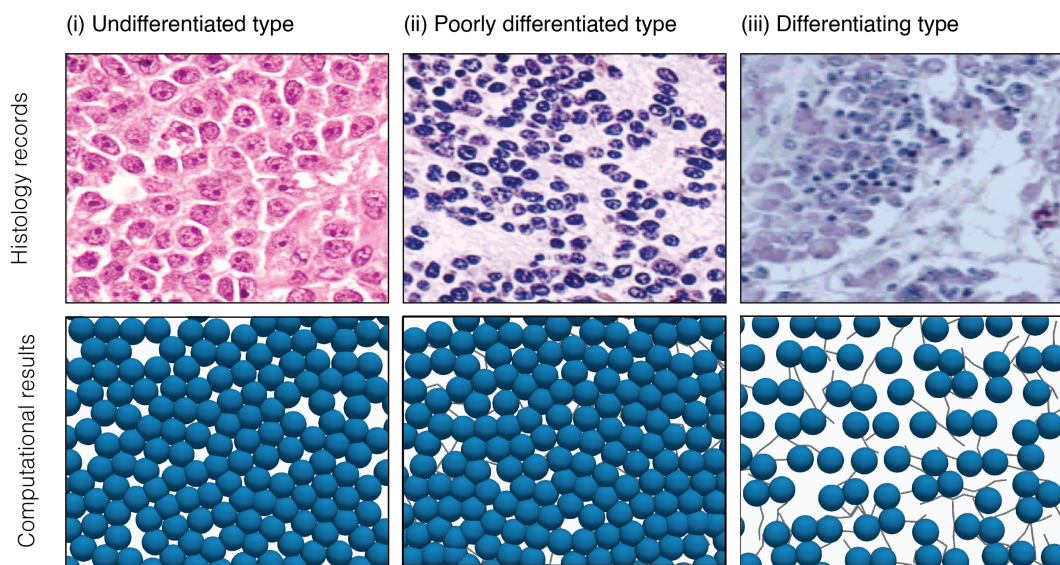 (i) Undifferentiated type
(ii) Poorly differentiated type
(iii) Differentiating type
Histology records
Computational results